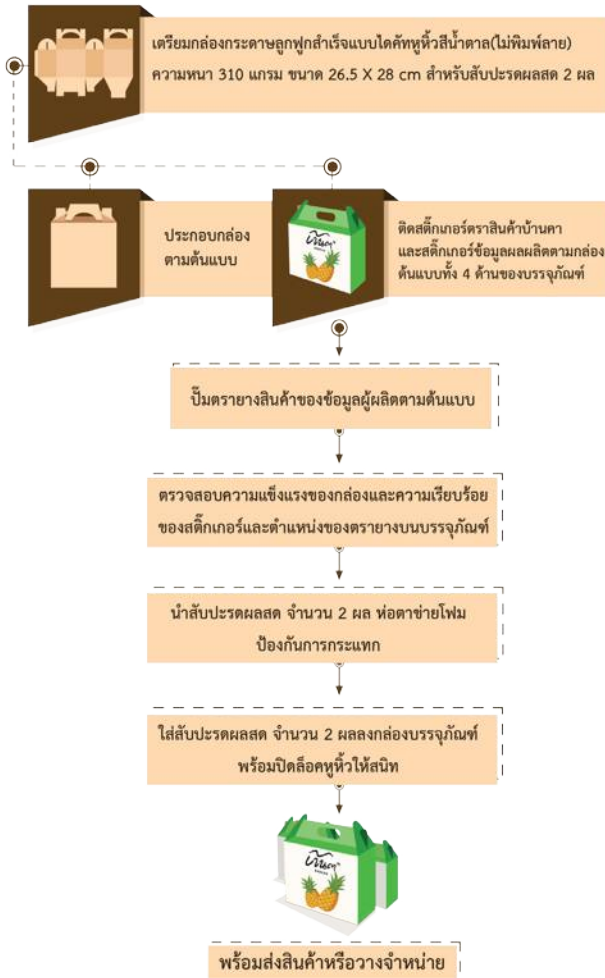 เตรียมกล่องกระดาษลูกฟูกสำเร็จแบบไดคัทหูหิ้วสีน้ำตาล(ไม่พิมพ์ลาย)
ความหนา 310 แกรม ขนาด 26.5 X 28 cm สำหรับสับปะรดผลสด 2 ผล
ประกอบกล่อง
ตามต้นแบบ
บ้านคา
ติดสติ๊กเกอร์ตราสินค้าบ้านคา
และสติ๊กเกอร์ข้อมูลผลผลิตตามกล่อง
ต้นแบบทั้ง 4 ด้านของบรรจุภัณฑ์
ปั๊มตรายางสินค้าของข้อมูลผู้ผลิตตามต้นแบบ
ตรวจสอบความแข็งแรงของกล่องและความเรียบร้อย
ของสติ๊กเกอร์และตำแหน่งของตรายางบนบรรจุภัณฑ์
นำสับปะรดผลสด จำนวน 2 ผล ห่อตาข่ายโฟม
ป้องกันการกระแทก
ใส่สับปะรดผลสด จำนวน 2 ผลลงกล่องบรรจุภัณฑ์
พร้อมปิดล็อคหูหิ้วให้สนิท
บ้านคา
พร้อมส่งสินค้าหรือวางจำหน่าย